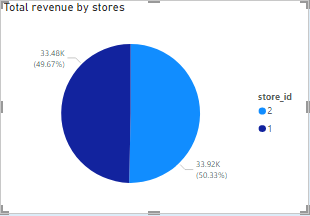 Total revenue by stores
33.48K
(49.67%)
store_id
2
1
33.92K
(50.33%)